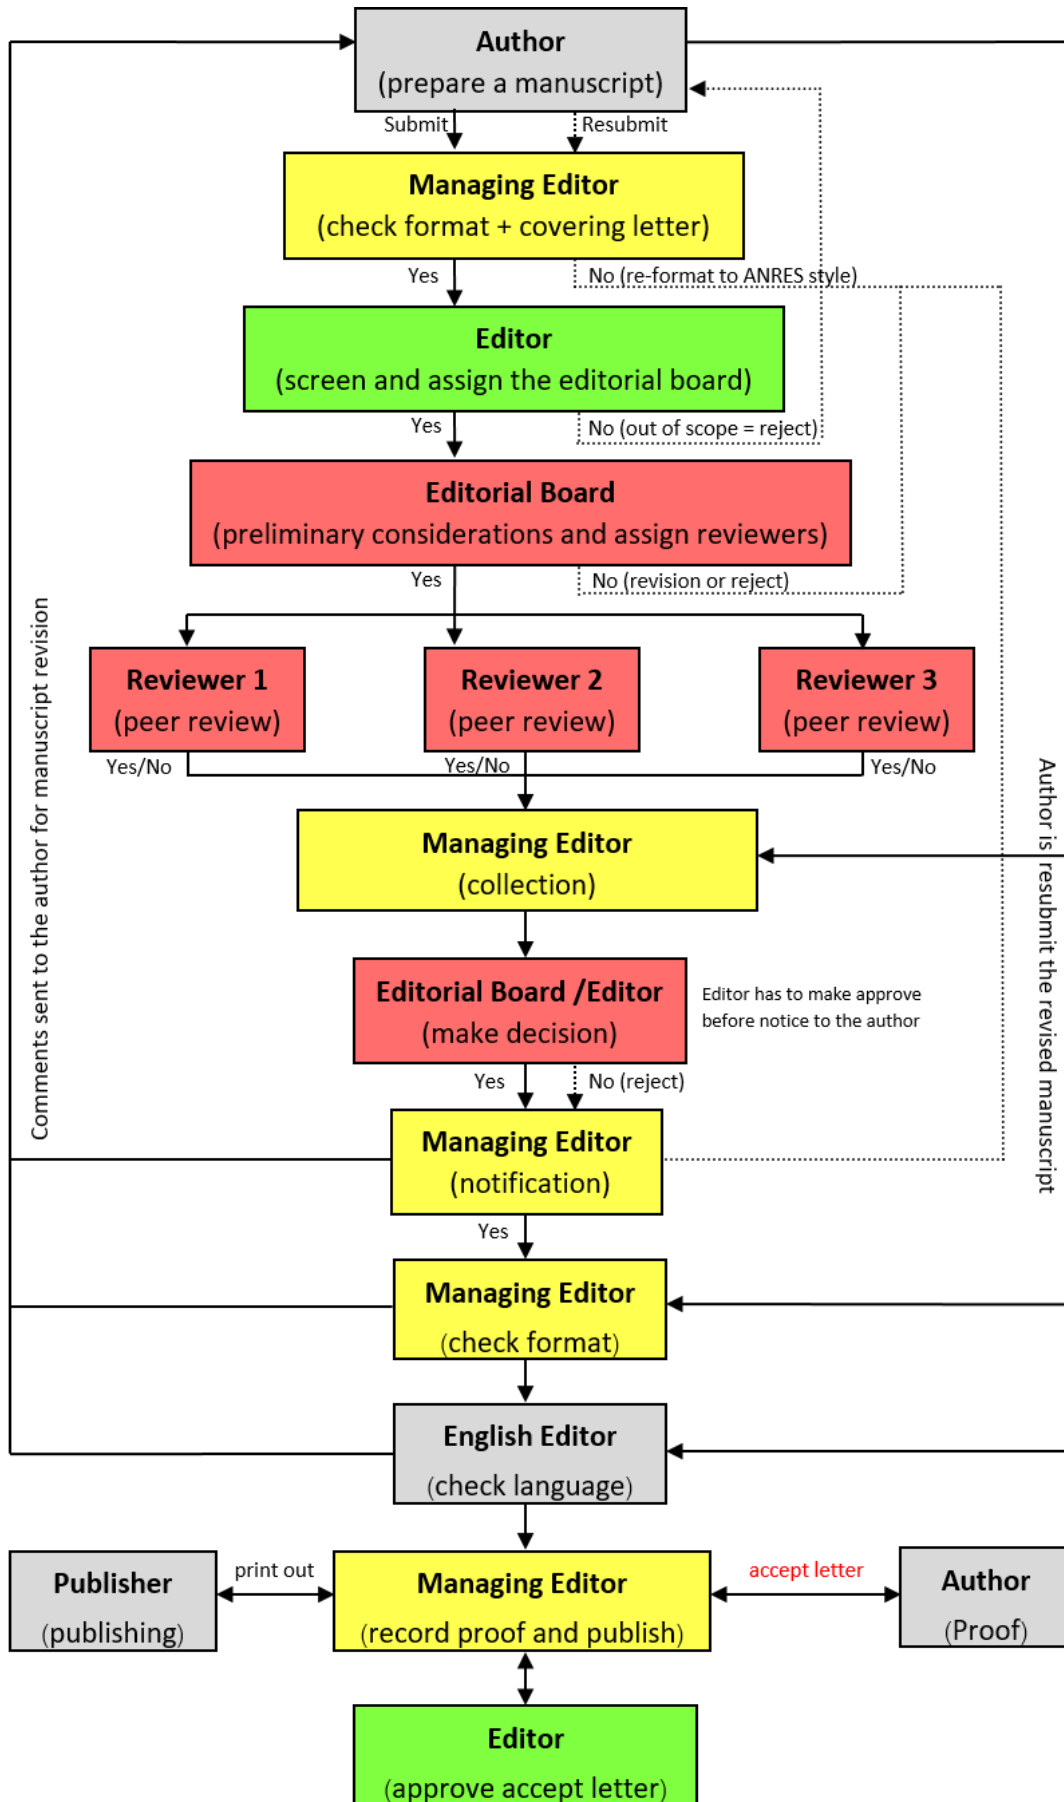 Author
(prepare a manuscript)
Submit
Resubmit
Managing Editor
(check format + covering letter)
Yes
No (re-format to ANRES style)
Editor
(screen and assign the editorial board)
Yes
No (out of scope = reject)
Editorial Board
(preliminary considerations and assign reviewers)
Yes
No (revision or reject)
Comments sent to the author for manuscript revision
Reviewer 1
(peer review)
Reviewer 2
(peer review)
Reviewer 3
(peer review)
Yes/No
Yes/No
Yes/No
Author is resubmit the revised manuscript
Managing Editor
(collection)
Editorial Board /Editor
(make decision)
Editor has to make approve
before notice to the author
Yes
No (reject)
Managing Editor
(notification)
Yes
Managing Editor
(check format)
English Editor
(check language)
Publisher
(publishing)
print out
Managing Editor
(record proof and publish)
accept letter
Author
(Proof)
Editor
(approve accept letter)